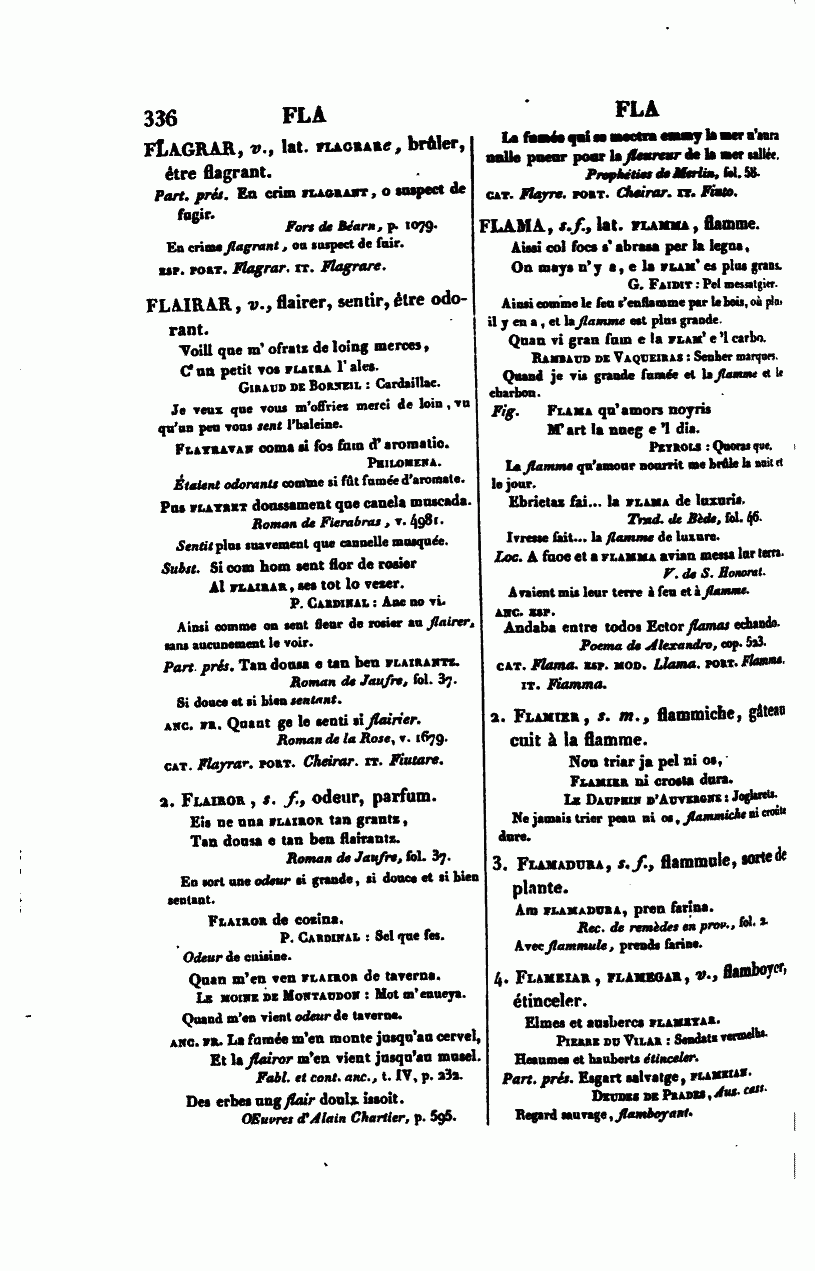 336 FLA
FLAGRAR, v., lat. FLAGRARe, brûler,
être flagrant.
Part. prés. En crim FLAGRANT, o suspect de
fugir.
Fors de Béarn, p. 1079.
En crime flagrant, ou suspect de fuir.
ESP. PORT. Flagrar. IT. Flagrare.
FLAIRAR, v., flairer, sentir, être odo-
rant.
Voill que m' ofratz de loing merces,
C' un petit vos FLAIRA l' ales.
GIRAUD DE BORNEIL : Cardaillac.
Je veux que vous m'offriez merci de loin, vu
qu'un peu vous sent l'haleine.
FLAYRAVAN coma si fos fum d' aromatic.
PHILOMENA.
Étaient odorants comme si fût fumée d'aromate.
Pus FLAYRET doussament que canela muscada.
Roman de Fierabras, v. 4981.
Sentit plus suavement que cannelle musquée.
Subst. Si com hom sent flor de rosier
Al FLAIRAR, ses tot lo vezer.
P. CARDINAL : Anc no vi.
Ainsi comme on sent fleur de rosier au flairer,
sans aucunement le voir.
Part. prés. Tan dousa e tan ben FLAIRANTZ.
Roman de Jaufre, fol. 37.
Si douce et si bien sentant.
ANC. FR. Quant ge le senti si flairier.
Roman de la Rose, v. 1679.
CAT. Flayrar. PORT. Cheirar. IT. Fiutare.
2. FLAIROR, s. f., odeur, parfum.
Eis ne una FLAIROR tan grantz,
Tan dousa e tan ben flairantz.
Roman de Jaufre, fol. 37.
En sort une odeur si grande, si douce et si bien
sentant.
FLAIROR de cozina.
P. CARDINAL : Sel que fes.
Odeur de cuisine.
Quan m'en ven FLAIROR de taverna.
LE MOINE DE MONTAUDON : Mot m'enueya.
Quand m'en vient odeur de taverne.
ANC. FR. La fumée m'en monte jusqu'au cervel,
Et la flairor m'en vient jusqu'au musel.
Fabl. et cont. anc., t. IV, p. 232.
Des erbes ung flair doulx issoit.
OEuvres d'Alain Chartier, p. 595.
FLA
La fumée qui se mectra emmy la mer n'aura
nulle pueur pour la fleureur de la mer sallée.
Prophéties de Merlin, fol. 58.
CAT. Flayre. PORT. Cheirar. IT. Fiuto.
FLAMA, s. f., lat. FLAMMA, flamme.
Aissi col focs s' abrasa per la legna,
On mays n' y a, e la FLAM' es plus grans.
G. FAIDIT : Pel messatgier.
Ainsi comme le feu s'enflamme par le bois, où plus
il y en a, et la flamme est plus grande.
Quan vi gran fum e la FLAM' e 'l carbo.
RAMBAUD DE VAQUEIRAS : Senher marques.
Quand je vis grande fumée et la flamme et le
charbon.
Fig. FLAMA qu'amors noyris
M'art la nueg e 'l dia.
PEYROLS : Quoras que.
La flamme qu'amour nourrit me brûle la nuit et
le jour.
Ebrietaz fai... la FLAMA de luxuria.
Trad. de Bède, fol. 46.
Ivresse fait... la flamme de luxure.
Loc. A fuoc et a FLAMMA avian messa lur terra.
V. de S. Honorat.
Avaient mis leur terre à feu et à flamme.
ANC. ESP.
Andaba entre todos Ector flamas echando.
Poema de Alexandro, cop. 523.
CAT. Flama. ESP. MOD. Llama. PORT. Flamma.
IT. Fiamma.
2. FLAMIER, s. m., flammiche, gâteau
cuit à la flamme.
Non triar ja pel ni os,
FLAMIER ni crosta dura.
LE DAUPHIN D'AUVERGNE : Joglarets.
Ne jamais trier peau ni os, flammiche ni croûte
dure.
3. FLAMADURA, s. f., flammule, sorte de
plante.
Am FLAMADURA, pren farina.
Rec. de remèdes en prov., fol. 2.
Avec flammule, prends farine.
4. FLAMEIAR, FLAMEGAR, v., flamboyer,
étinceler.
Elmes et ausbercs FLAMEYAR.
PIERRE DU VILAR : Sendatz vermelhs.
Heaumes et hauberts étinceler.
Part. prés. Esgart salvatge, FLAMEIAN.
DEUDES DE PRADES, Aus. cass.
Regard sauvage, flamboyant.